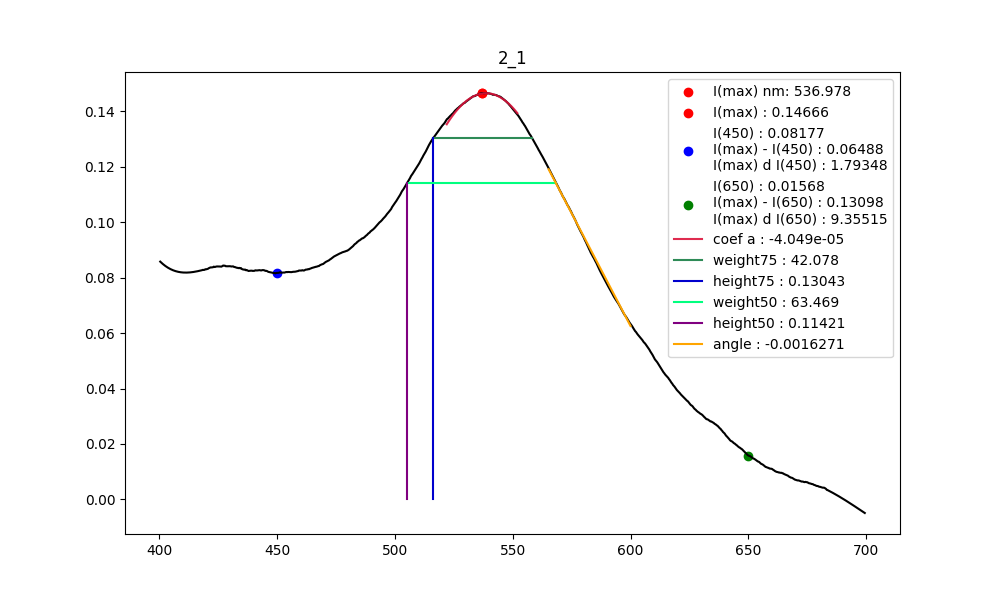 2_1
I(max) nm: 536.978
I(max) : 0.14666
I(450) : 0.08177
I(max) - I(450) : 0.06488
I(max) d I(450) : 1.79348
I(650) : 0.01568
I(max) - I(650) : 0.13098
I(max) d I(650) : 9.35515
coef a : -4.049e-05
weight75 : 42.078
height75 : 0.13043
weight50 : 63.469
height50 : 0.11421
angle : -0.0016271
0.14
0.12
0.10
0.08
0.06
0.04
0.02
0.00
400 450 500 550 600 650 700